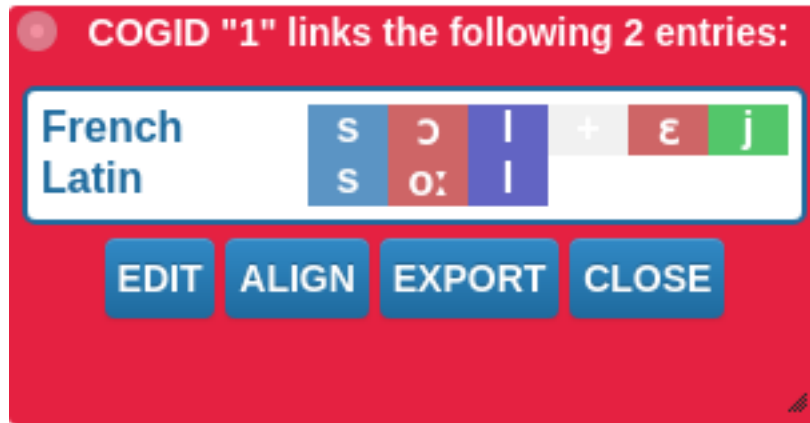 COGID "1" links the following 2 entries:
French s ɔ l + ɛ j
Latin s oː l
EDIT ALIGN EXPORT CLOSE